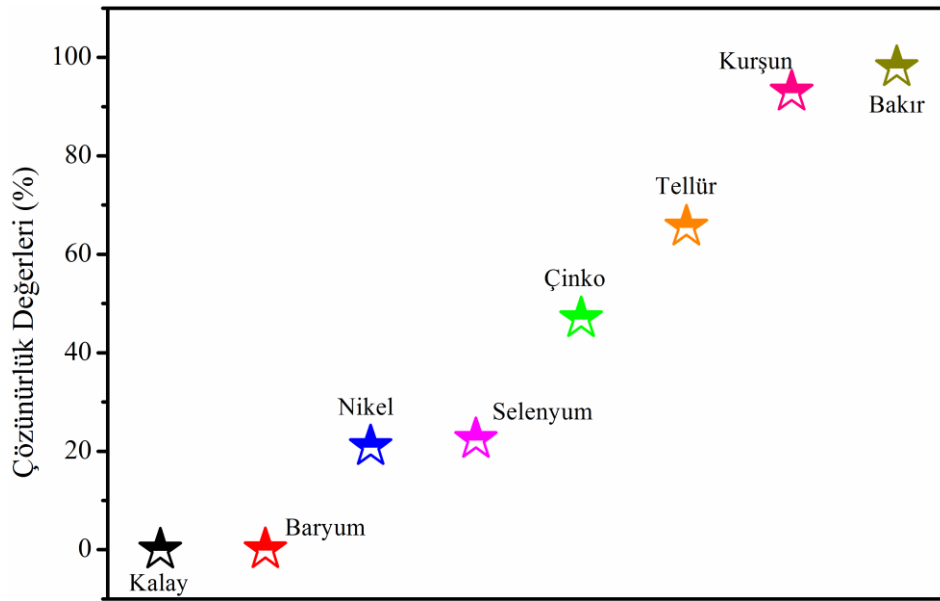 Çözünürlük Değerleri (%)
100
80
60
40
20
0
Kurşun
Bakır
Tellür
Çinko
Nikel
Selenyum
Baryum
Kalay